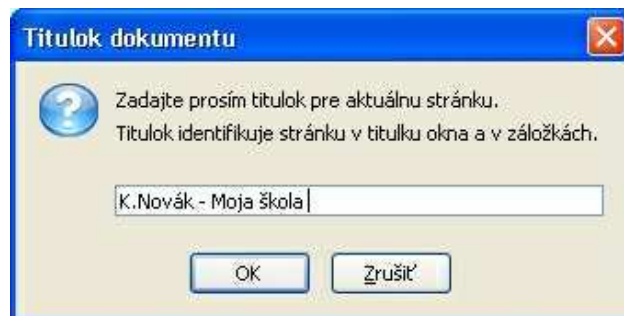 Titulok dokumentu
Zadajte prosím titulok pre aktuálnu stránku.
Titulok identifikuje stránku v titulku okna a v záložkách.
K.Novák - Moja škola
OK
Zrušiť